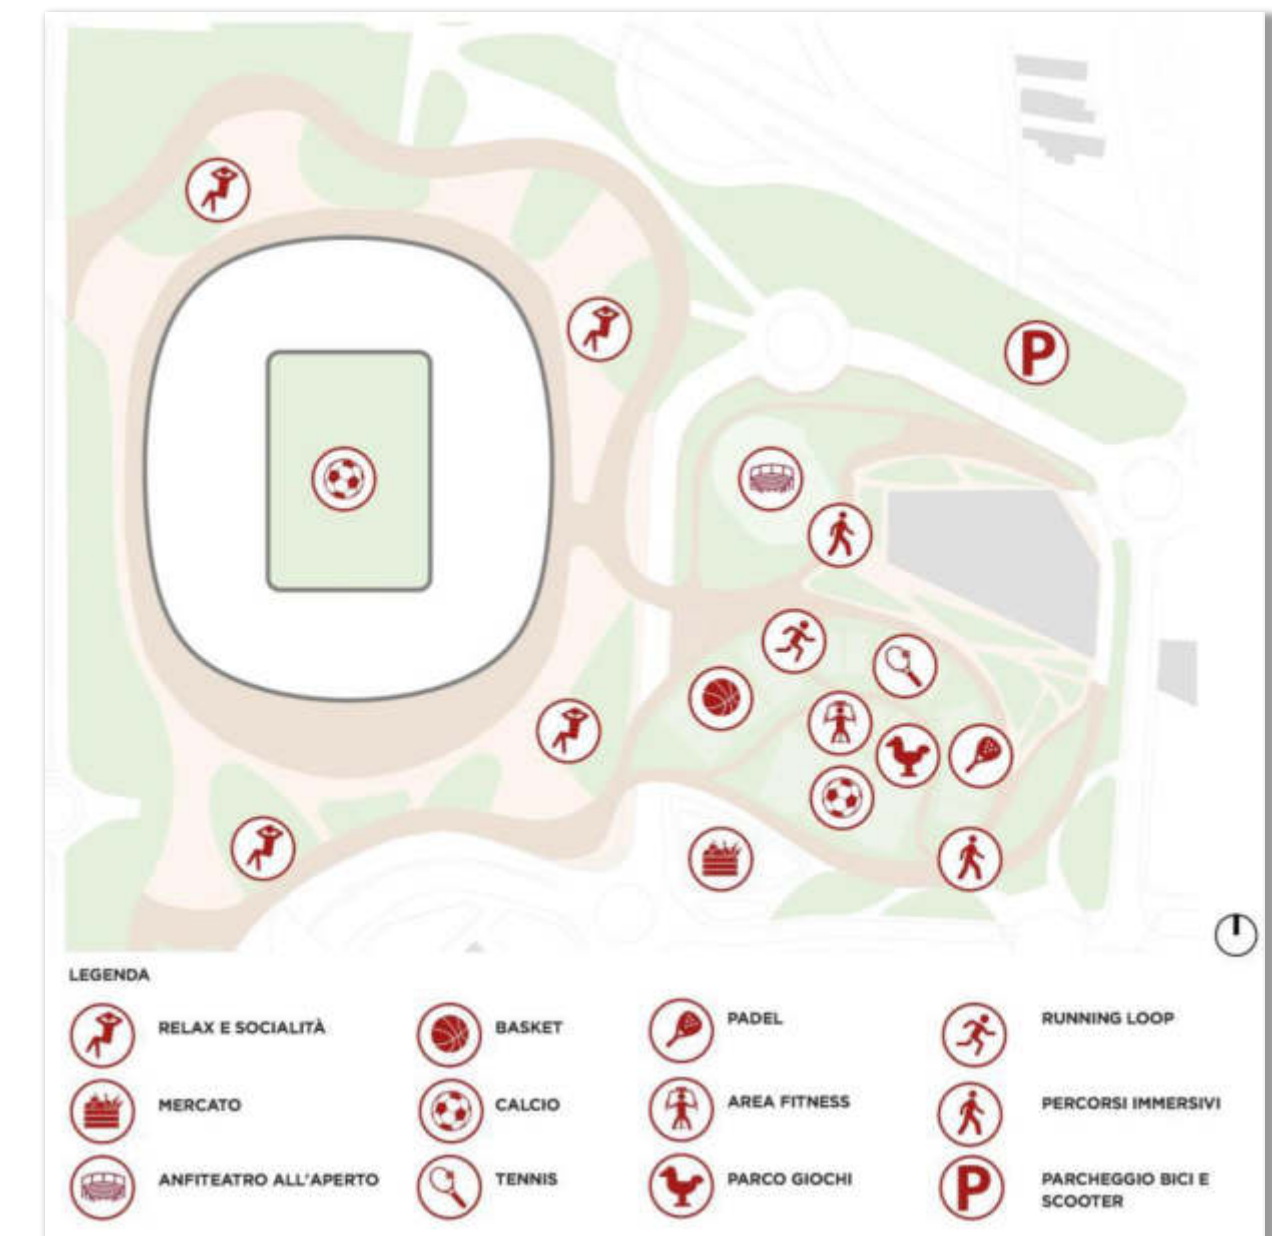 P
LEGENDA
RELAX E SOCIALITÀ
BASKET
PADEL
RUNNING LOOP
MERCATO
CALCIO
AREA FITNESS
PERCORSI IMMERSIVI
ANFITEATRO ALL'APERTO
TENNIS
PARCO GIOCHI
P
PARCHEGGIO BICI E
SCOOTER